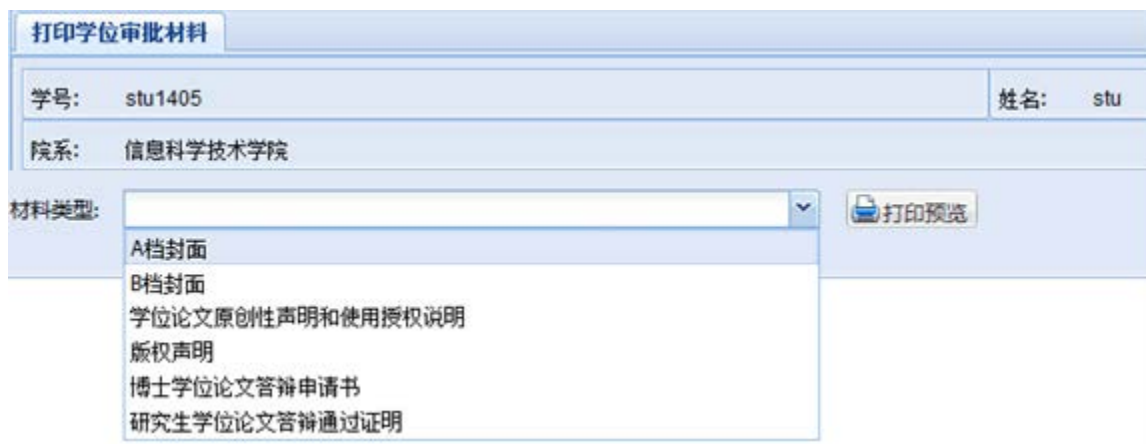 打印学位审批材料
学号: stu1405 姓名: stu
院系: 信息科学技术学院
材料类型: 打印预览
A档封面
B档封面
学位论文原创性声明和使用授权说明
版权声明
博士学位论文答辩申请书
研究生学位论文答辩通过证明